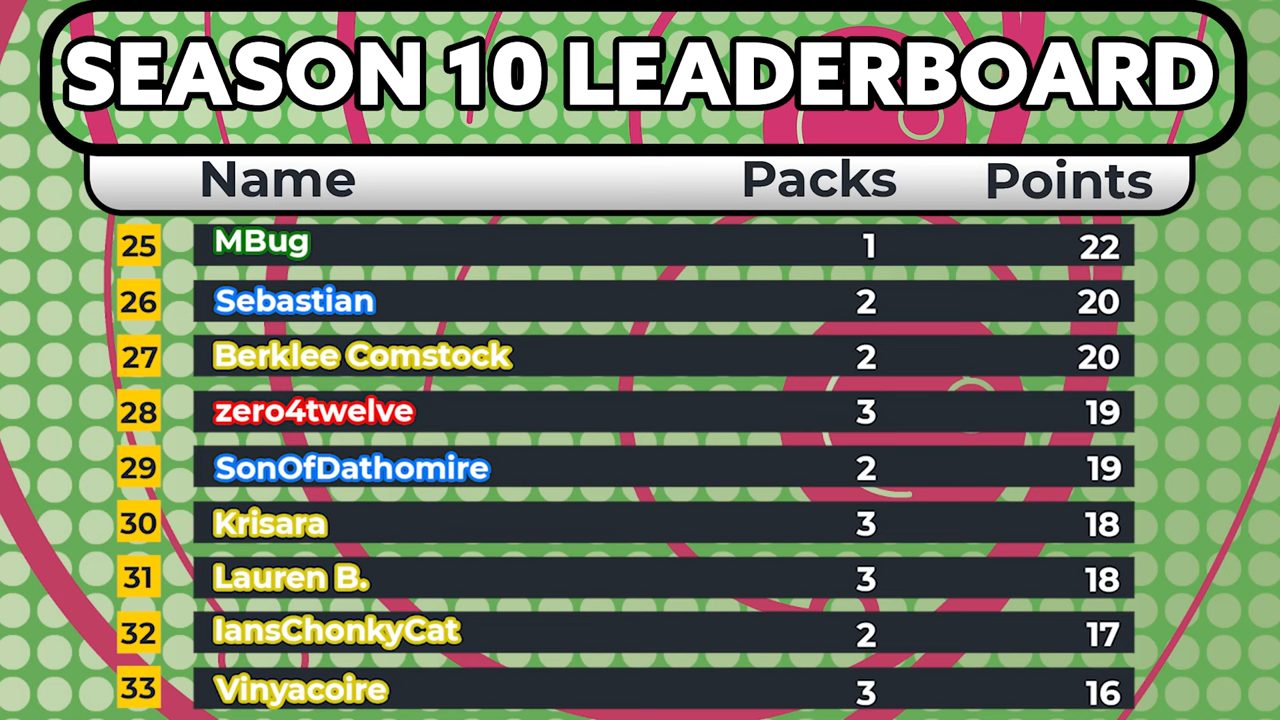 SEASON 10 LEADERBOARD
Name Packs Points
25 MBug 1 22
26 Sebastian 2 20
27 Berklee Comstock 2 20
28 zero4twelve 3 19
29 SonOfDathomire 2 19
30 Krisara 3 18
31 Lauren B. 3 18
32 IansChonkyCat 2 17
33 Vinyacoire 3 16